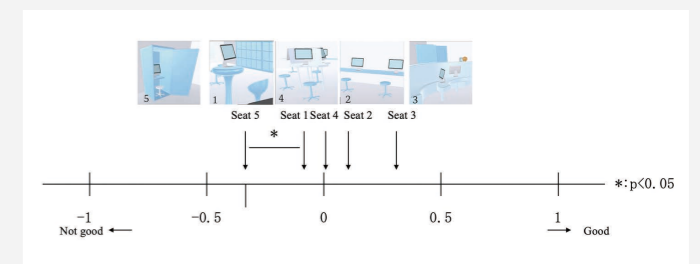 5 1 4 2 3
Seat 5 Seat 1 Seat 4 Seat 2 Seat 3
*
*:p<0.05
-1 -0.5 0 0.5 1
Not good Good